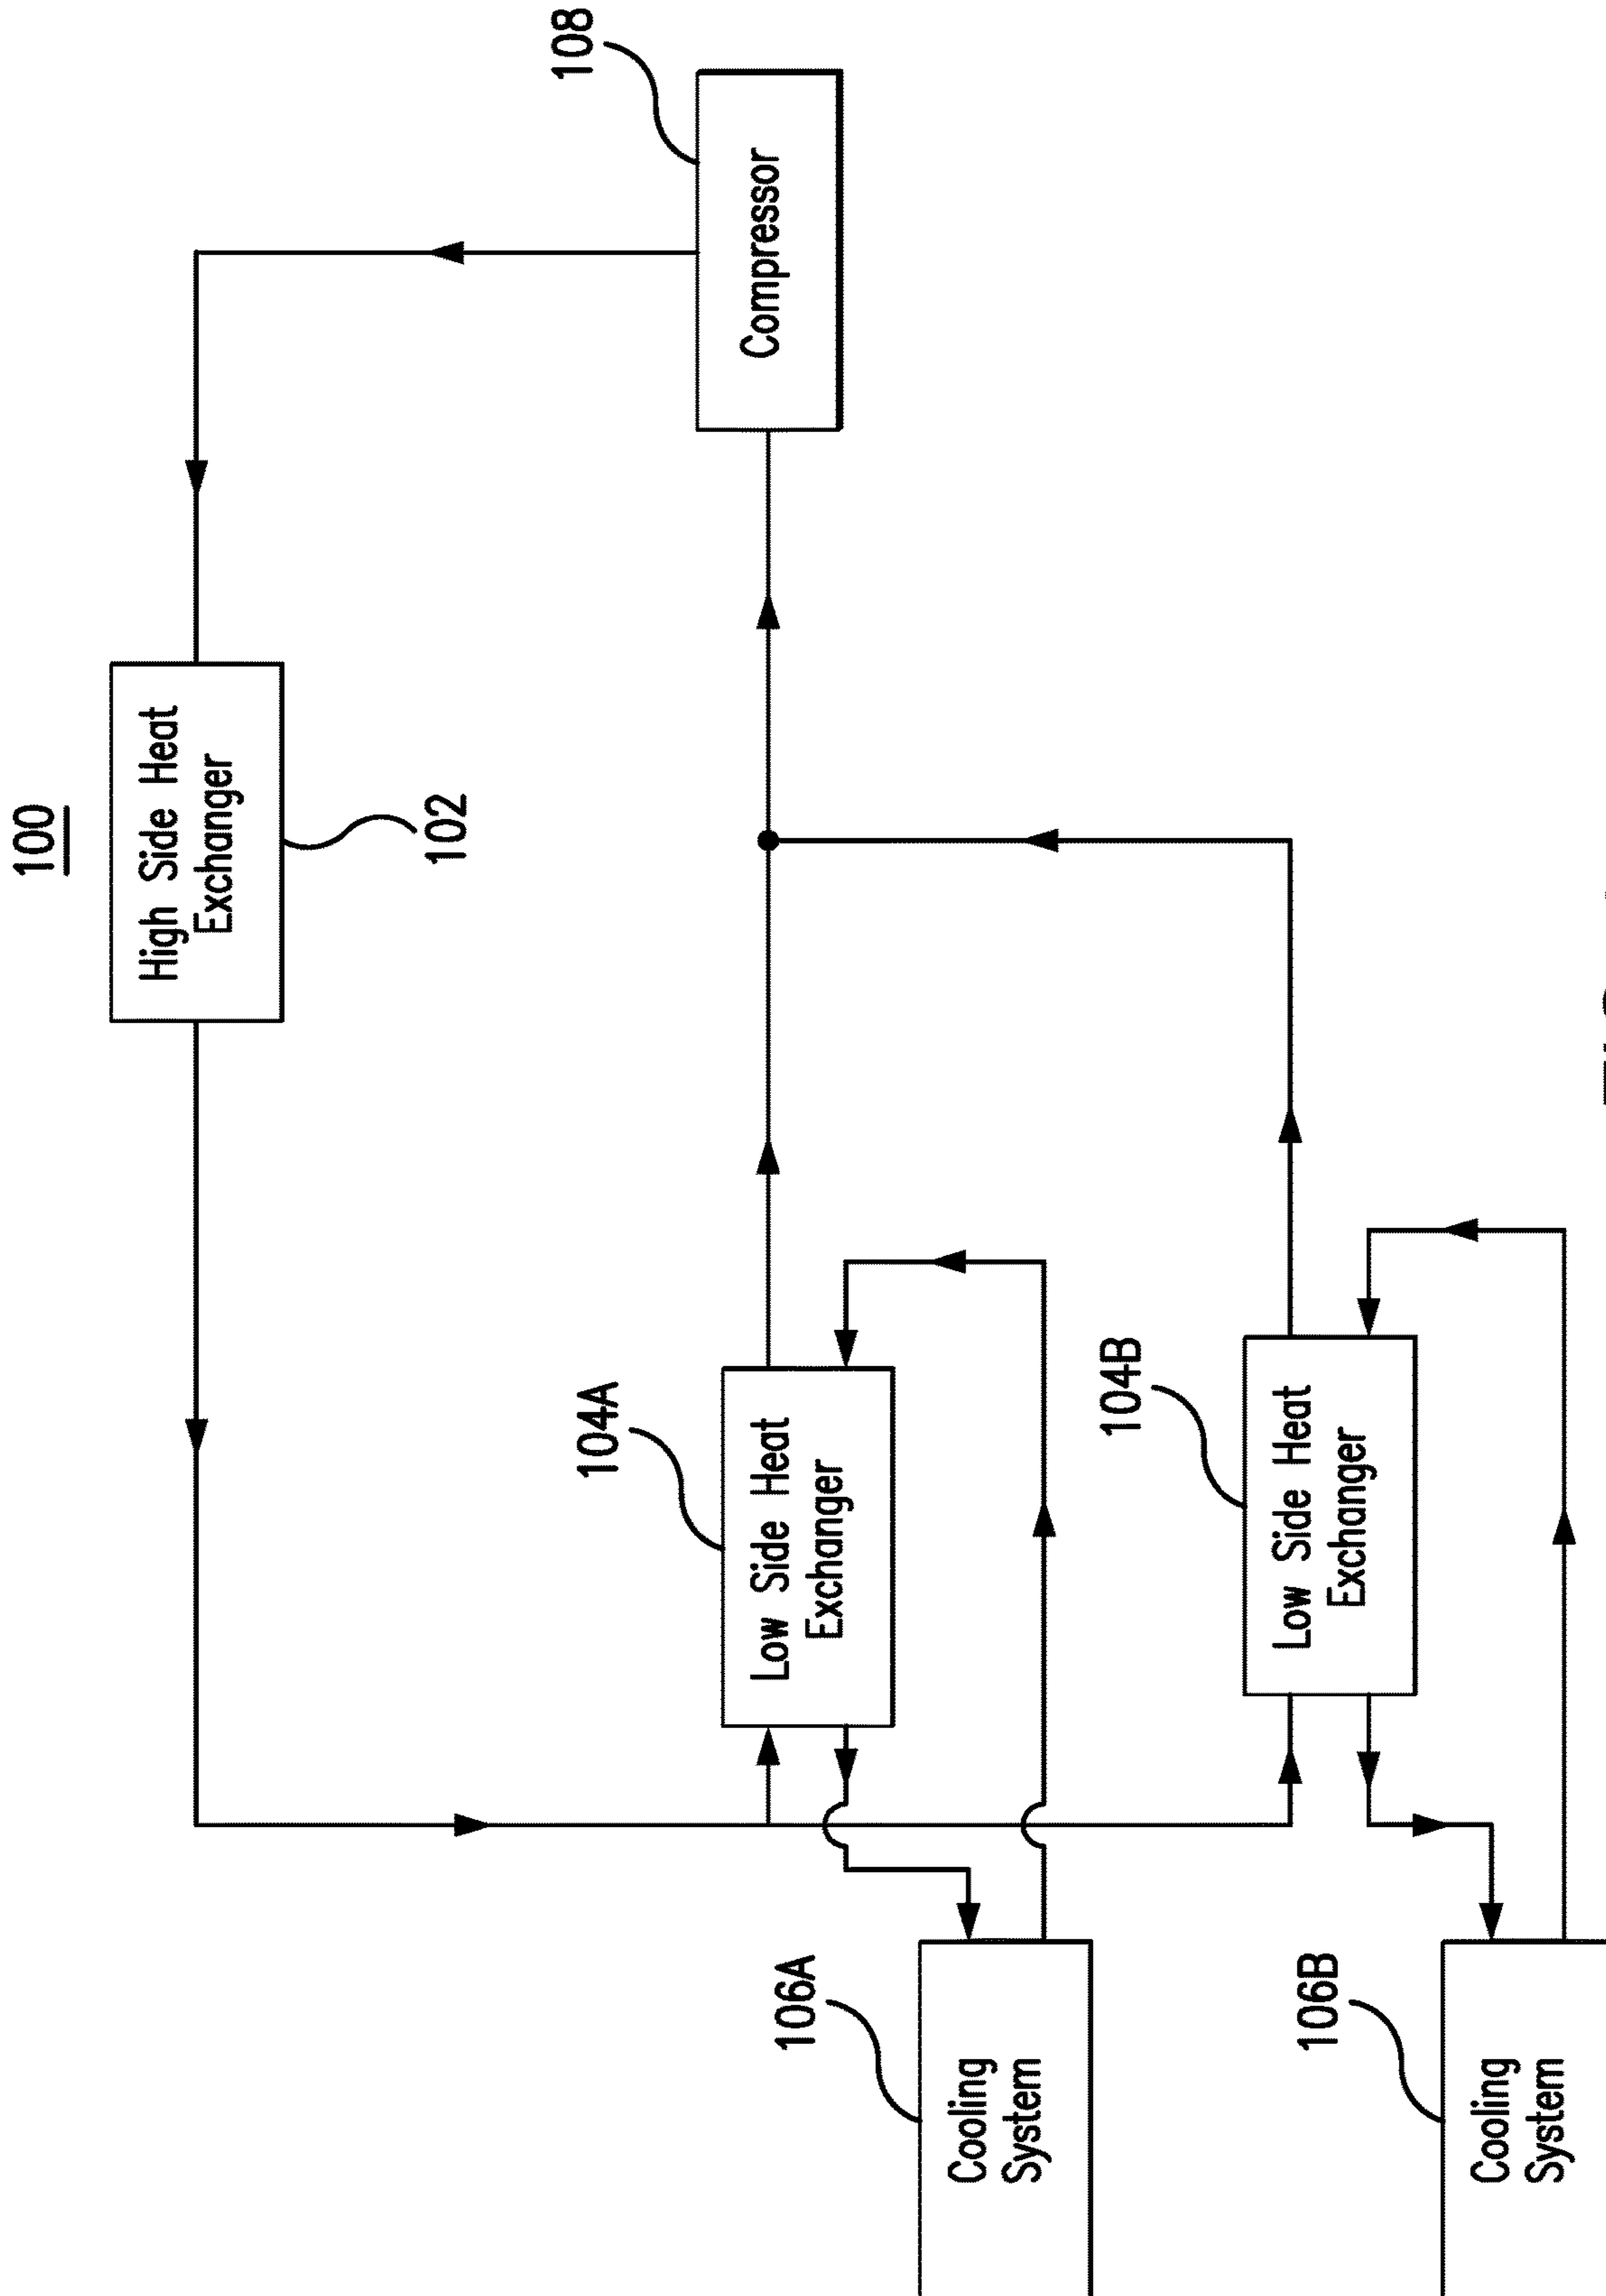 100
High Side Heat
Exchanger
102
108
Compressor
104A
Low Side Heat
Exchanger
106A
Cooling
System
104B
Low Side Heat
Exchanger
106B
Cooling
System